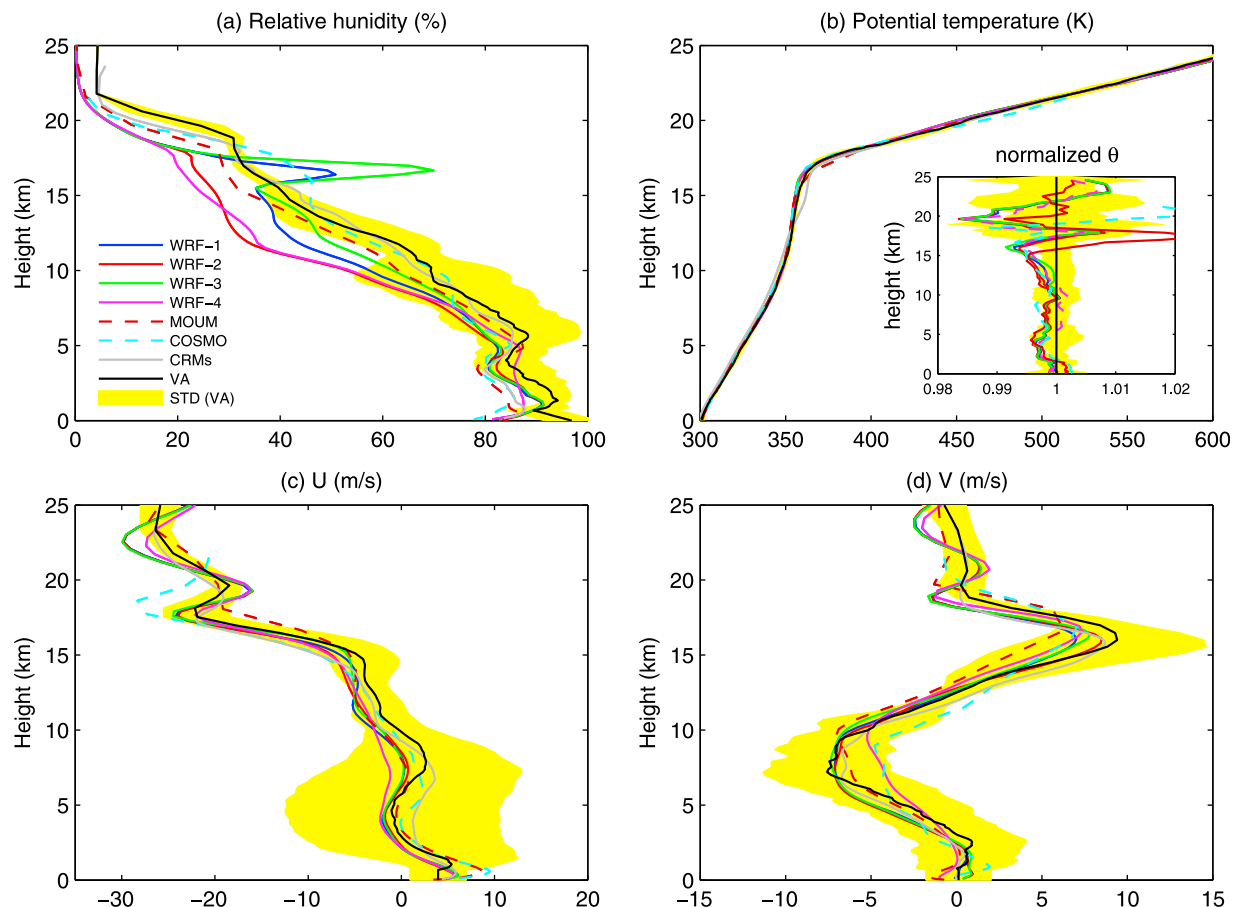 (a) Relative hunidity (%)
25
20
15
10
5
0
Height (km)
WRF-1
WRF-2
WRF-3
WRF-4
MOUM
COSMO
CRMs
VA
STD (VA)
0 20 40 60 80 100
(b) Potential temperature (K)
25
20
15
10
5
0
Height (km)
normalized θ
25
20
15
10
5
0
height (km)
0.98 0.99 1 1.01 1.02
300 350 400 450 500 550 600
(c) U (m/s)
25
20
15
10
5
0
Height (km)
−30 −20 −10 0 10 20
(d) V (m/s)
25
20
15
10
5
0
Height (km)
−15 −10 −5 0 5 10 15